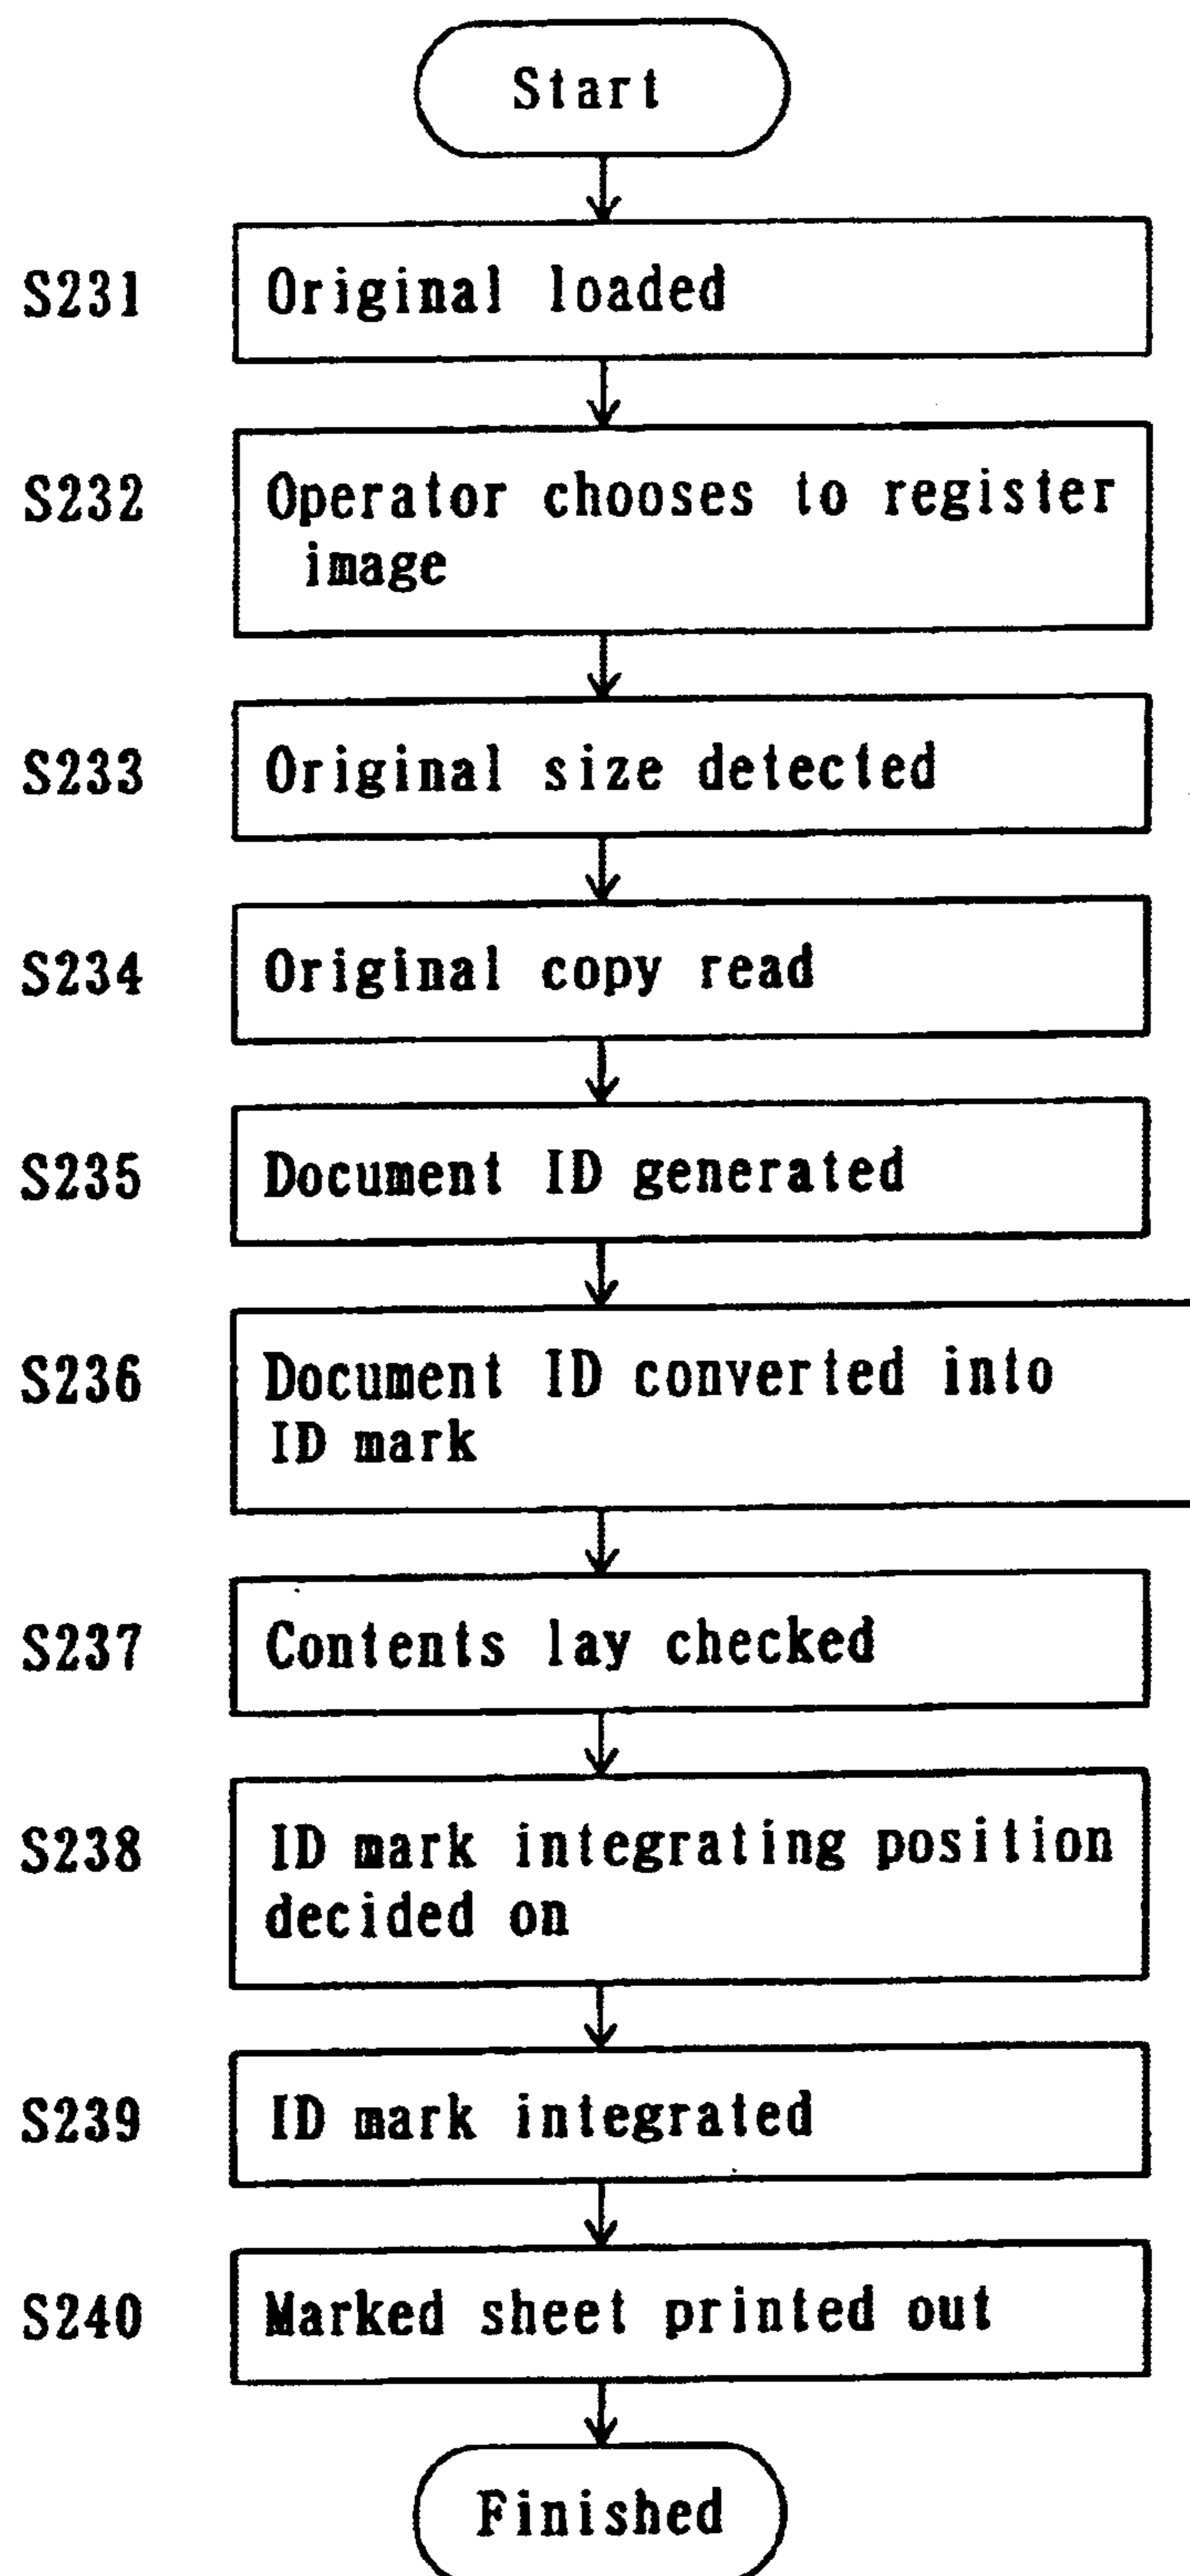 Start
S231 Original loaded
S232 Operator chooses to register
image
S233 Original size detected
S234 Original copy read
S235 Document ID generated
S236 Document ID converted into
ID mark
S237 Contents lay checked
S238 ID mark integrating position
decided on
S239 ID mark integrated
S240 Marked sheet printed out
Finished